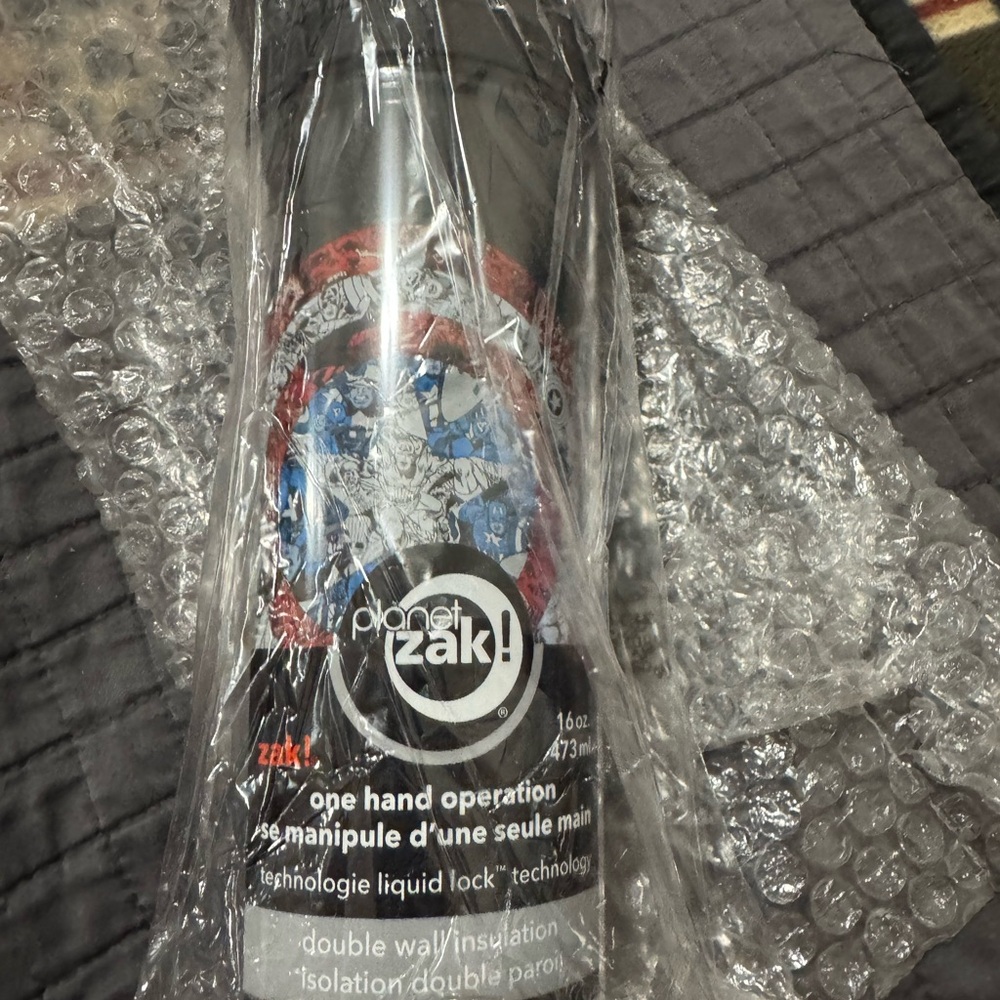 planet
zak!
®
16 oz.
zak!
473 ml
one hand operation
se manipule d'une seule main
technologie liquid lock™ technology
double wall insulation
isolation double paroi